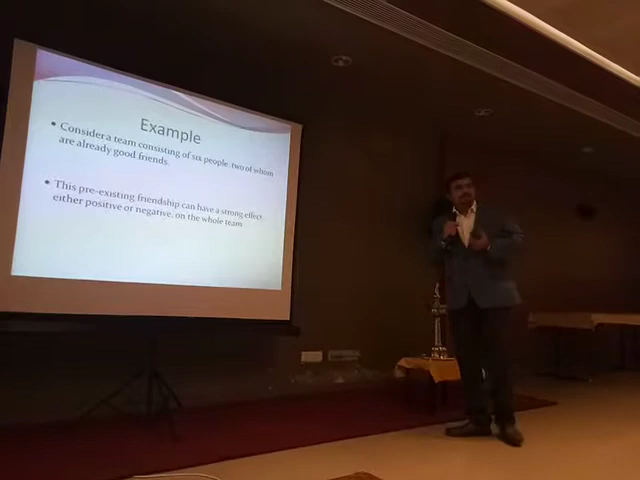 Example
• Consider a team consisting of six people, two of whom
are already good friends.
• This pre-existing friendship can have a strong effect,
either positive or negative, on the whole team